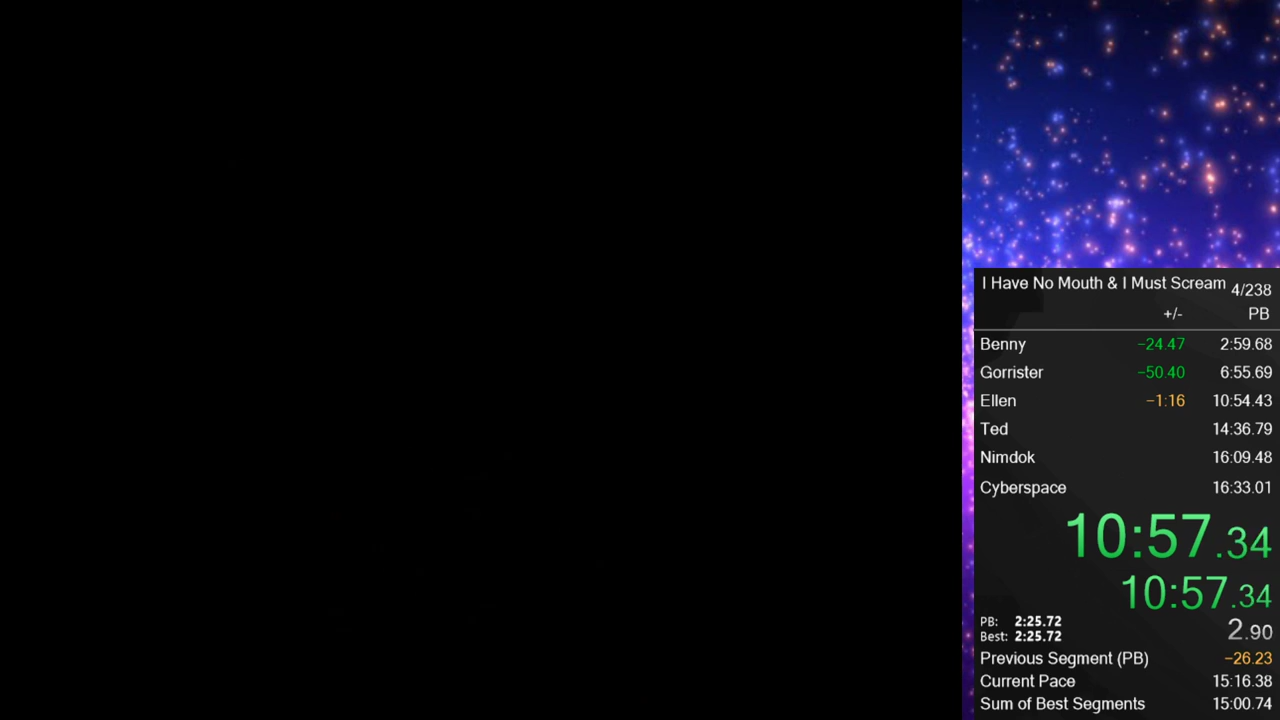 I Have No Mouth & I Must Scream 4/238
+/- PB
Benny −24.47 2:59.68
Gorrister −50.40 6:55.69
Ellen −1:16 10:54.43
Ted 14:36.79
Nimdok 16:09.48
Cyberspace 16:33.01
10:57.34
10:57.34
PB: 2:25.72
Best: 2:25.72 2.90
Previous Segment (PB) −26.23
Current Pace 15:16.38
Sum of Best Segments 15:00.74